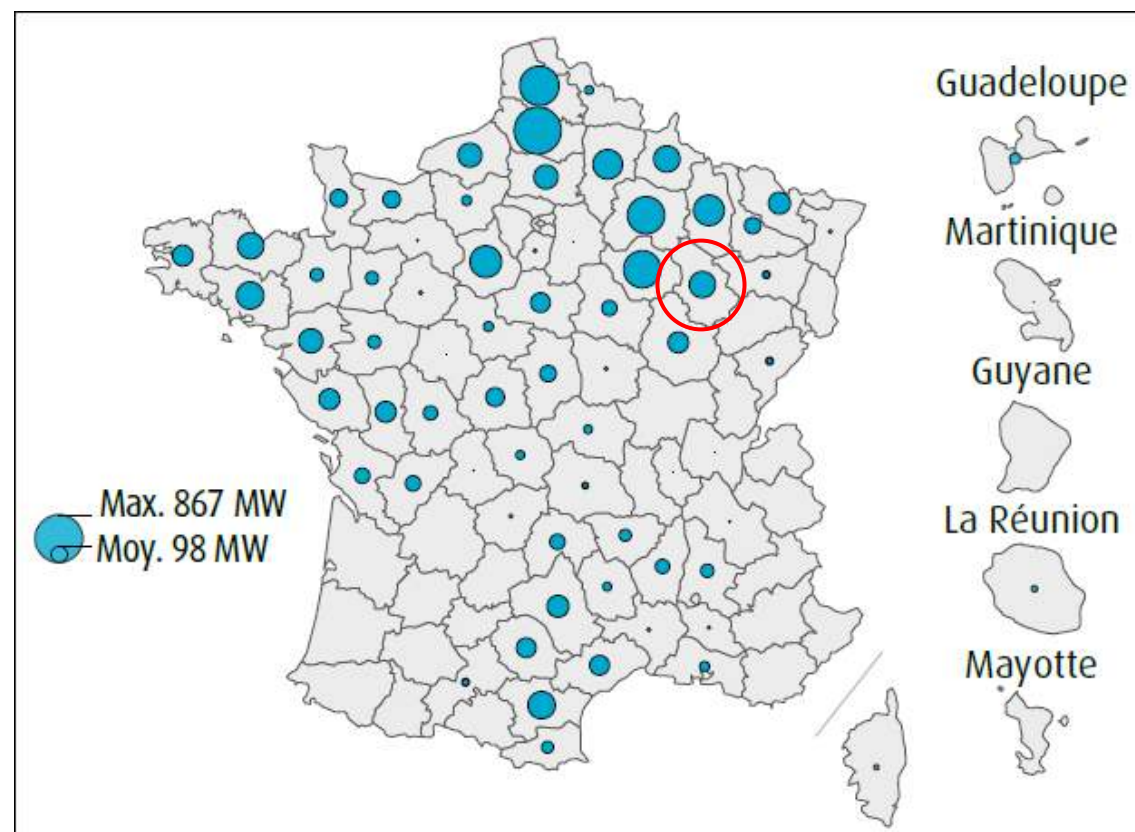 Guadeloupe
Martinique
Guyane
La Réunion
Mayotte
Max. 867 MW
Moy. 98 MW